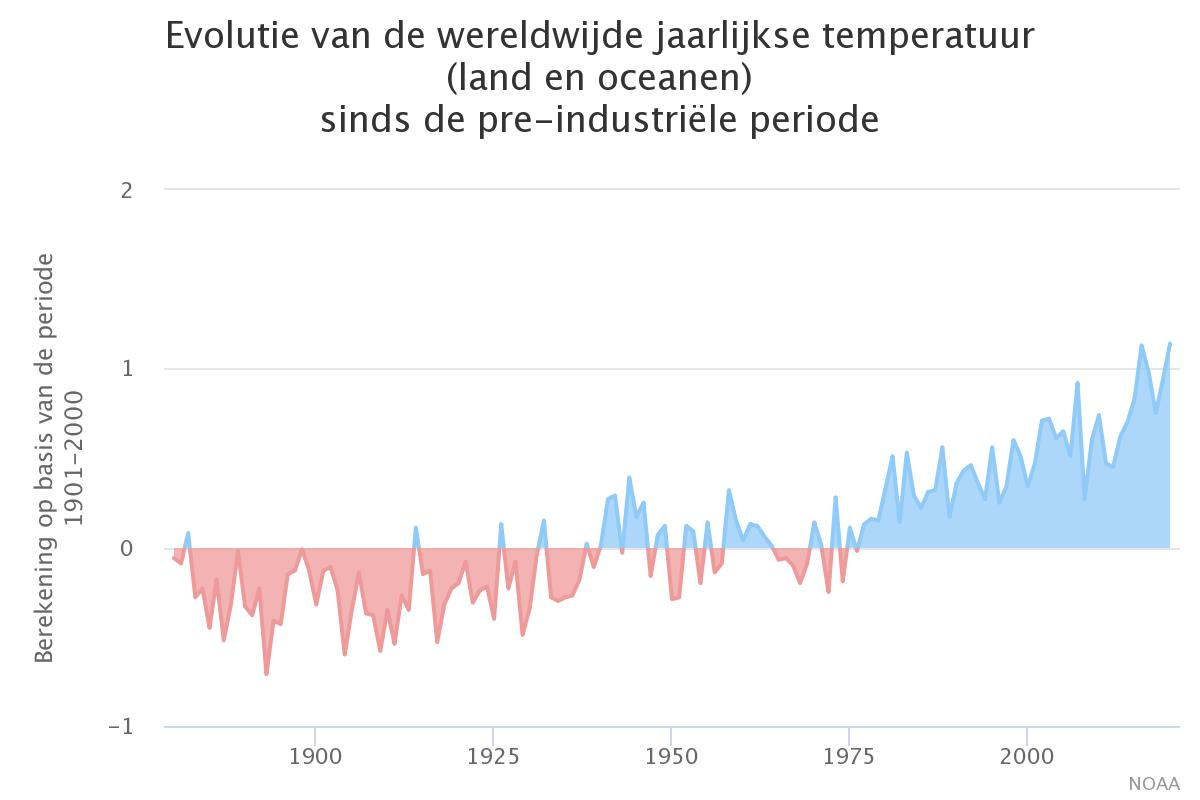 Evolutie van de wereldwijde jaarlijkse temperatuur
(land en oceanen)
sinds de pre-industriële periode
Berekening op basis van de periode
1901-2000
2
1
0
-1
1900
1925
1950
1975
2000
NOAA